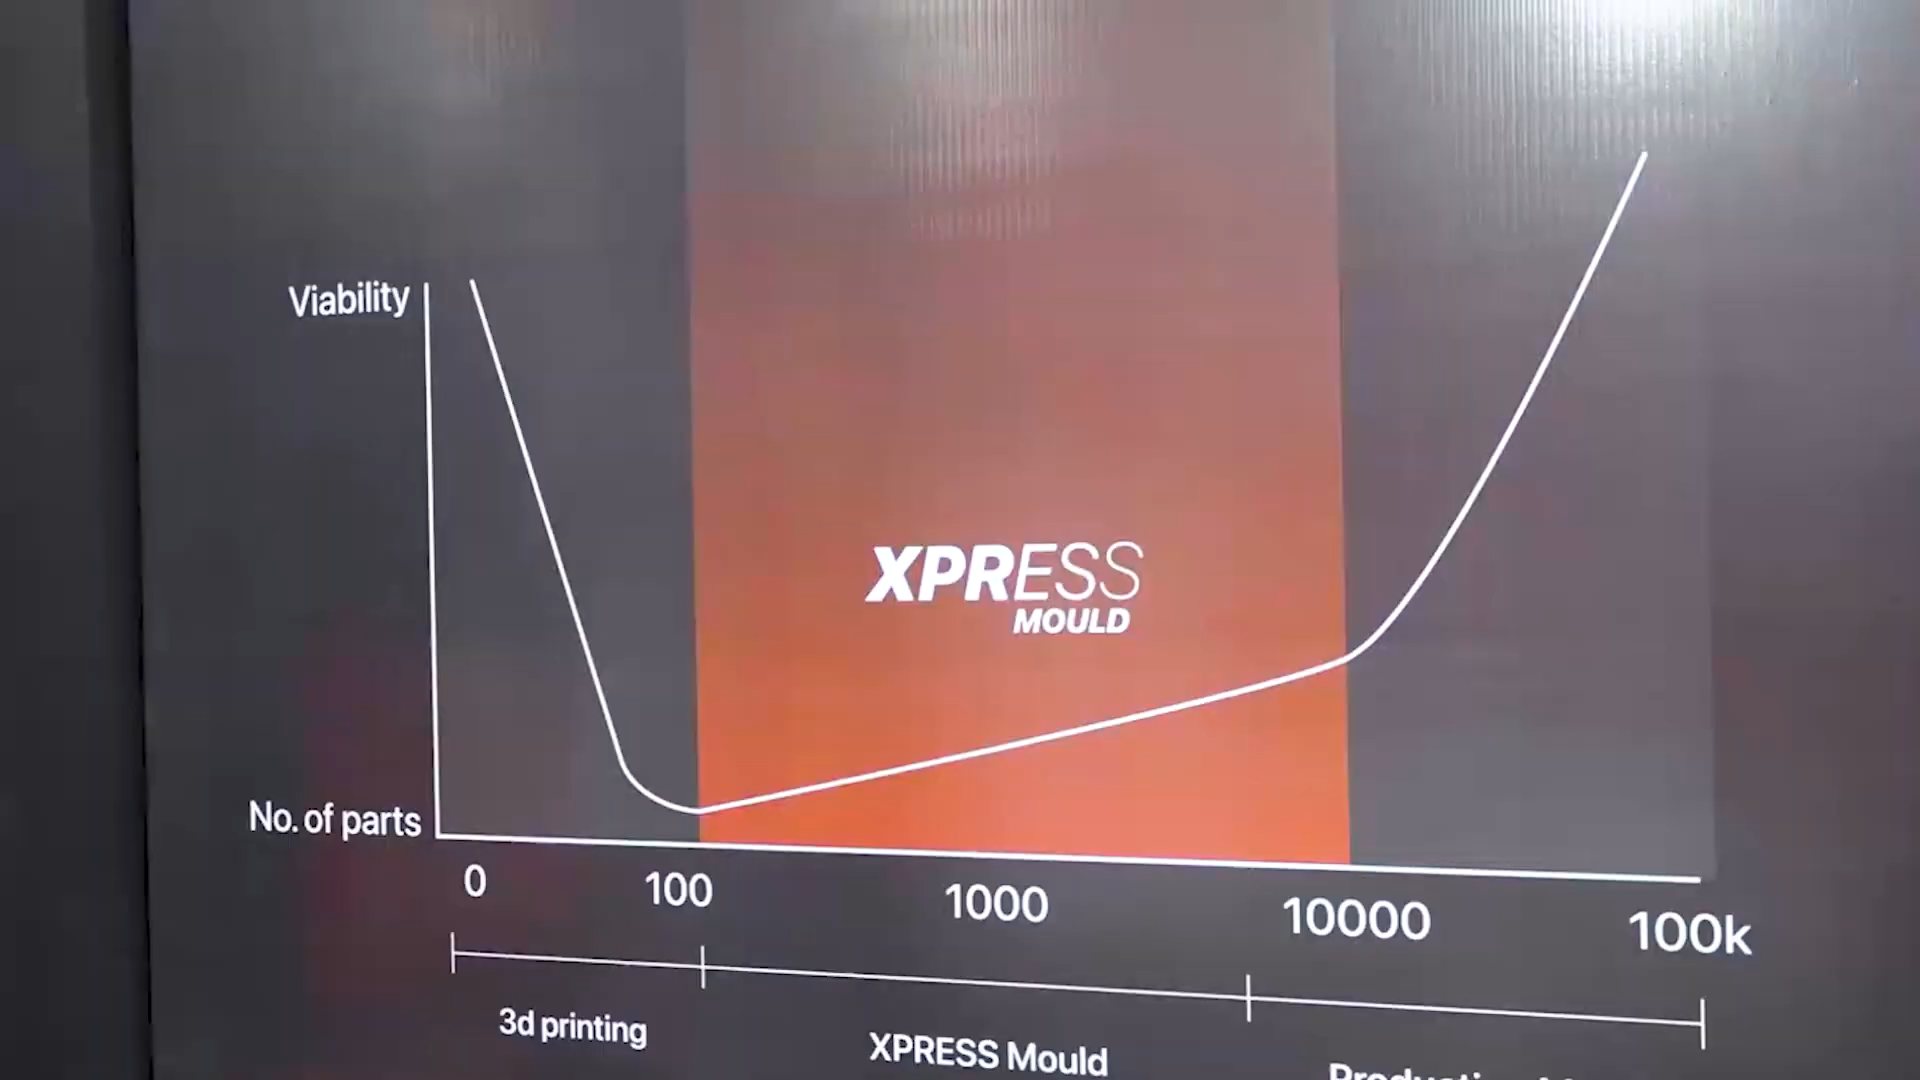 Viability
XPRESS
MOULD
No. of parts
0 100 1000 10000 100k
3d printing
XPRESS Mould